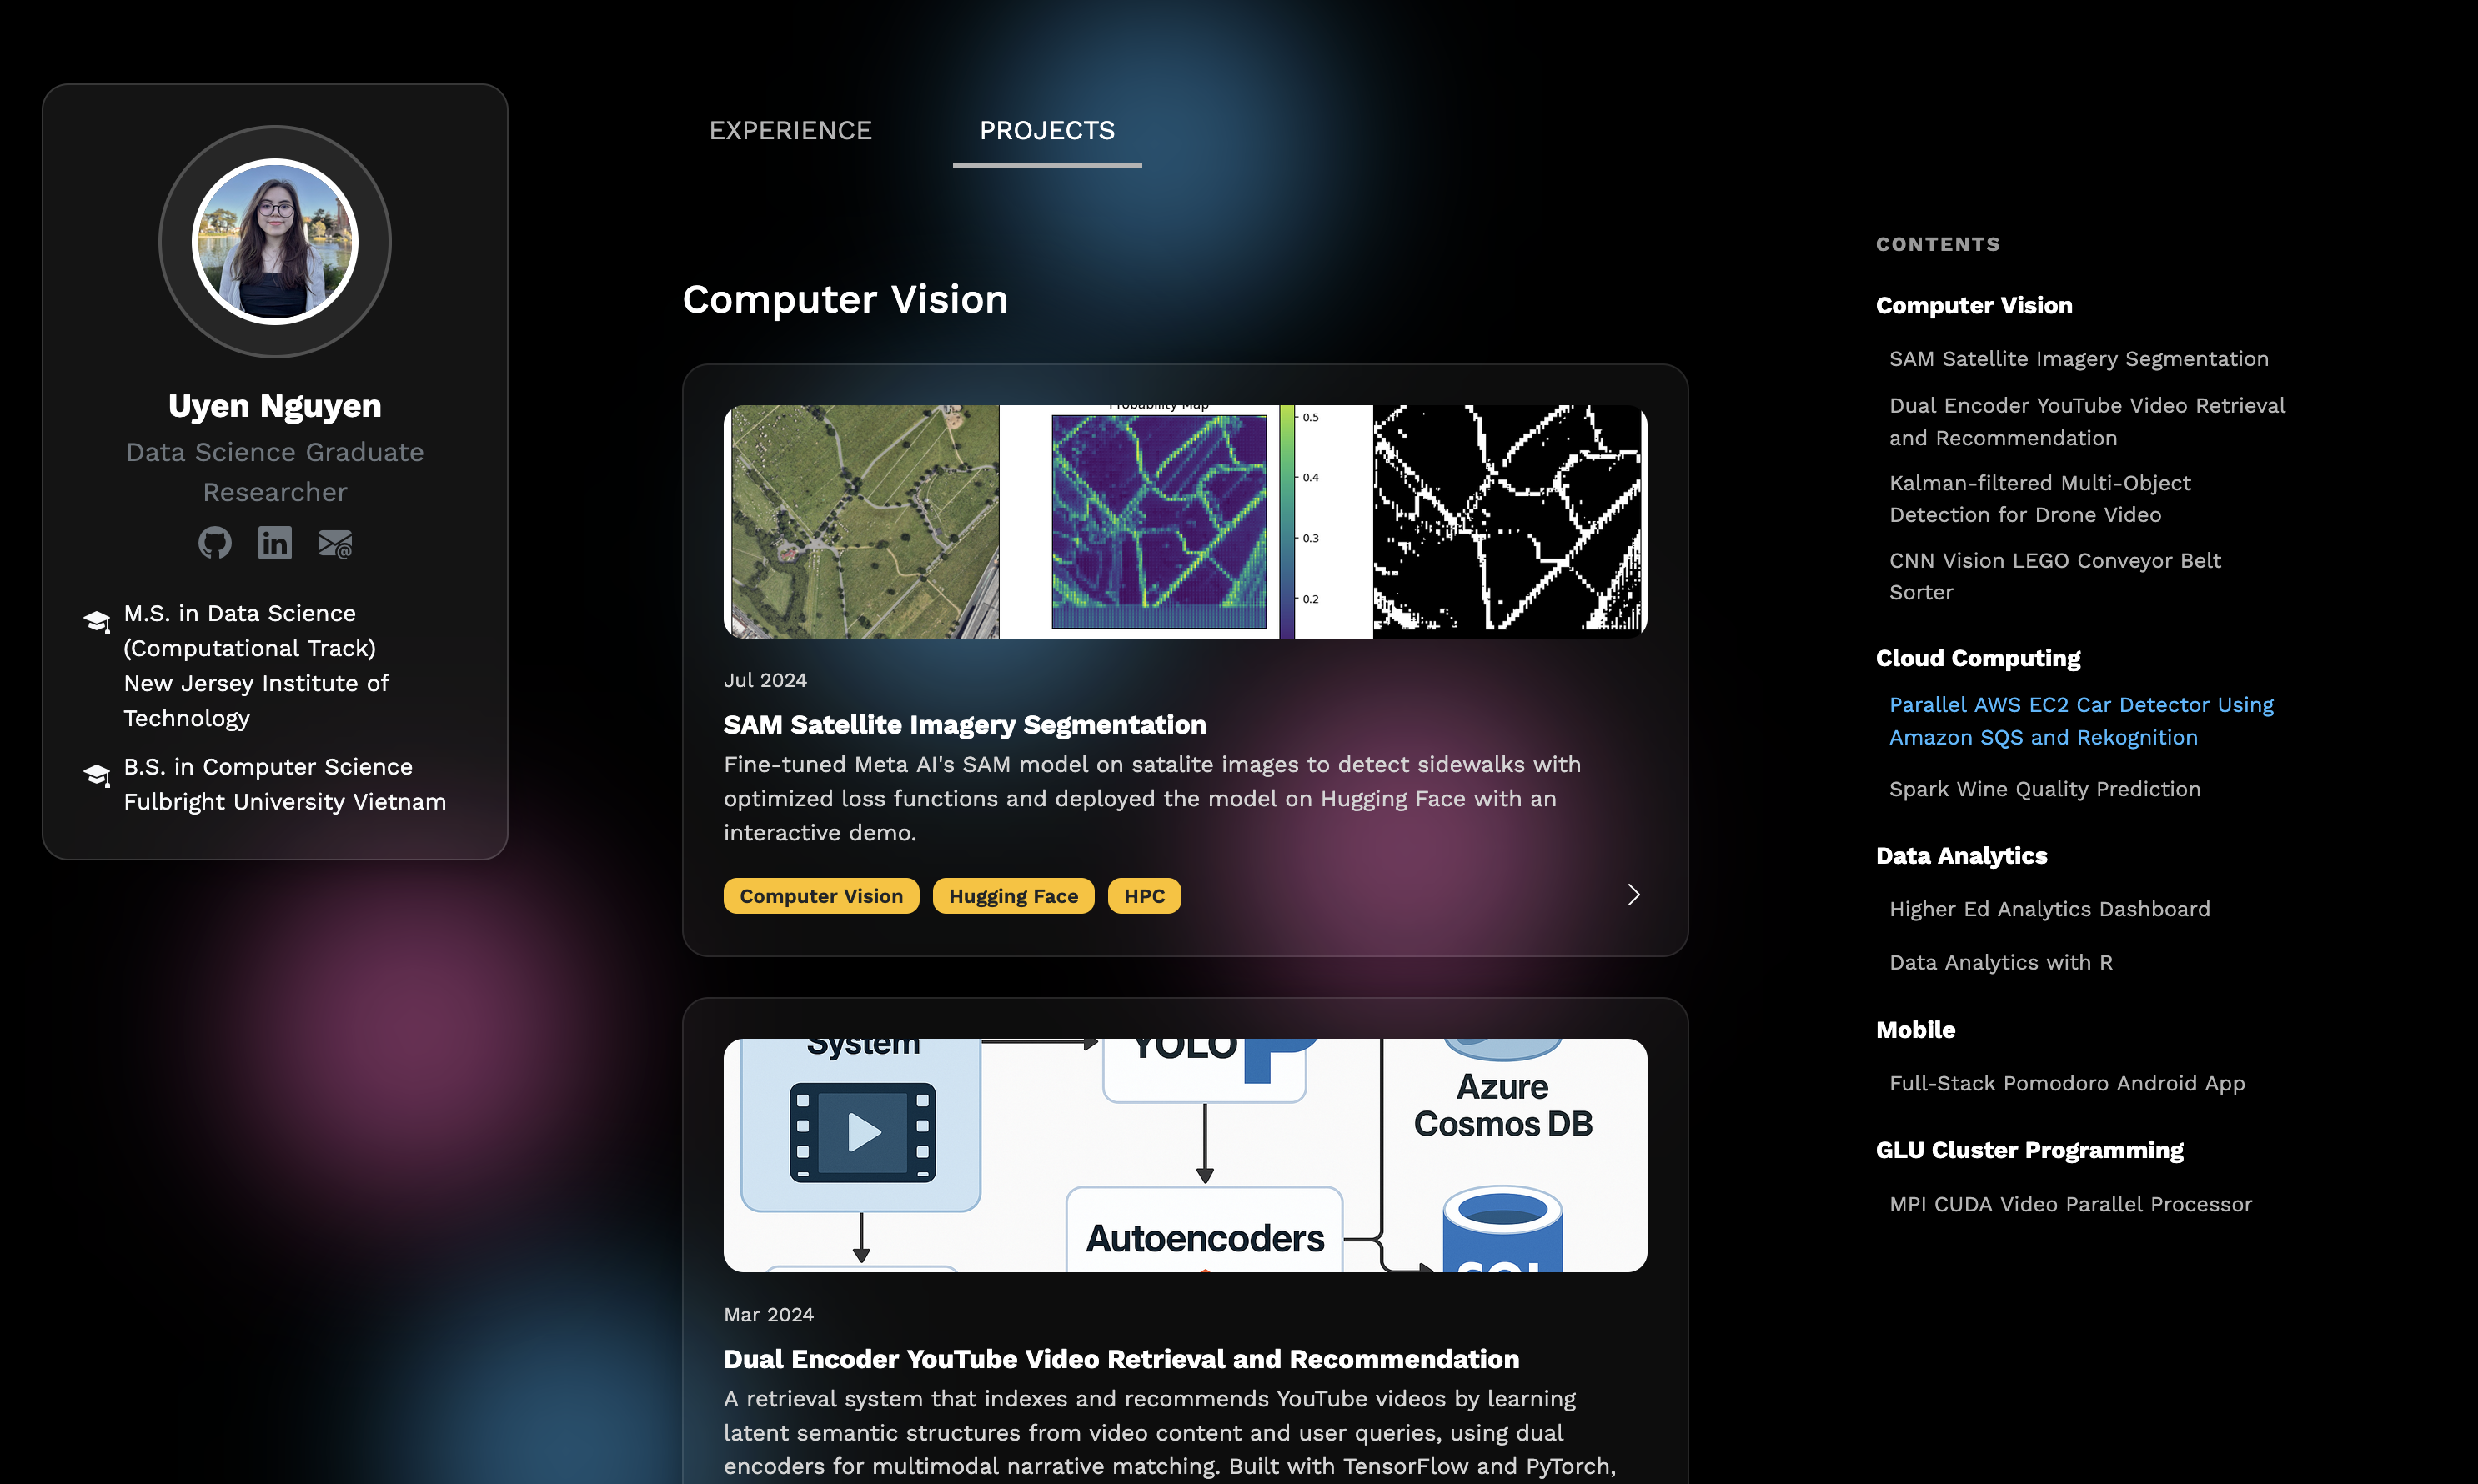 EXPERIENCE
PROJECTS
Uyen Nguyen
Data Science Graduate
Researcher
M.S. in Data Science
(Computational Track)
New Jersey Institute of
Technology
B.S. in Computer Science
Fulbright University Vietnam
Computer Vision
Probability Map
0.5
0.4
0.3
0.2
Jul 2024
SAM Satellite Imagery Segmentation
Fine-tuned Meta AI's SAM model on satalite images to detect sidewalks with
optimized loss functions and deployed the model on Hugging Face with an
interactive demo.
Computer Vision
Hugging Face
HPC
System
YOLO
Azure
Cosmos DB
Autoencoders
SQL
Mar 2024
Dual Encoder YouTube Video Retrieval and Recommendation
A retrieval system that indexes and recommends YouTube videos by learning
latent semantic structures from video content and user queries, using dual
encoders for multimodal narrative matching. Built with TensorFlow and PyTorch,
CONTENTS
Computer Vision
SAM Satellite Imagery Segmentation
Dual Encoder YouTube Video Retrieval
and Recommendation
Kalman-filtered Multi-Object
Detection for Drone Video
CNN Vision LEGO Conveyor Belt
Sorter
Cloud Computing
Parallel AWS EC2 Car Detector Using
Amazon SQS and Rekognition
Spark Wine Quality Prediction
Data Analytics
Higher Ed Analytics Dashboard
Data Analytics with R
Mobile
Full-Stack Pomodoro Android App
GLU Cluster Programming
MPI CUDA Video Parallel Processor